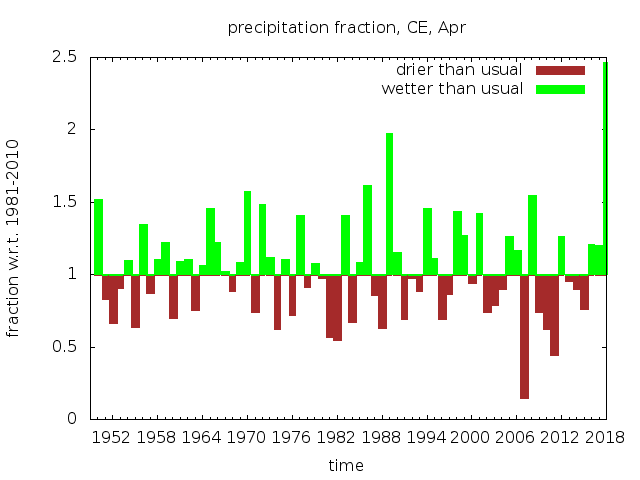 precipitation fraction, CE, Apr
drier than usual
wetter than usual
fraction w.r.t. 1981-2010
2.5
2
1.5
1
0.5
0
1952 1958 1964 1970 1976 1982 1988 1994 2000 2006 2012 2018
time